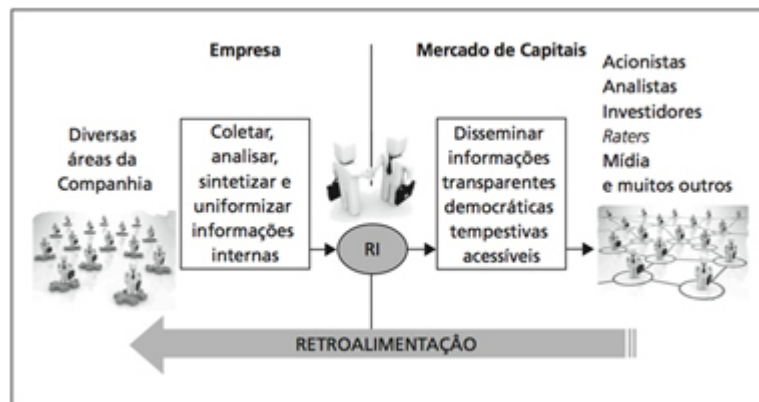 Empresa
Mercado de Capitais
Diversas
áreas da
Companhia
Coletar,
analisar,
sintetizar e
uniformizar
informações
internas
RI
Disseminar
informações
transparentes
democráticas
tempestivas
acessíveis
Acionistas
Analistas
Investidores
Raters
Mídia
e muitos outros
RETROALIMENTAÇÃO